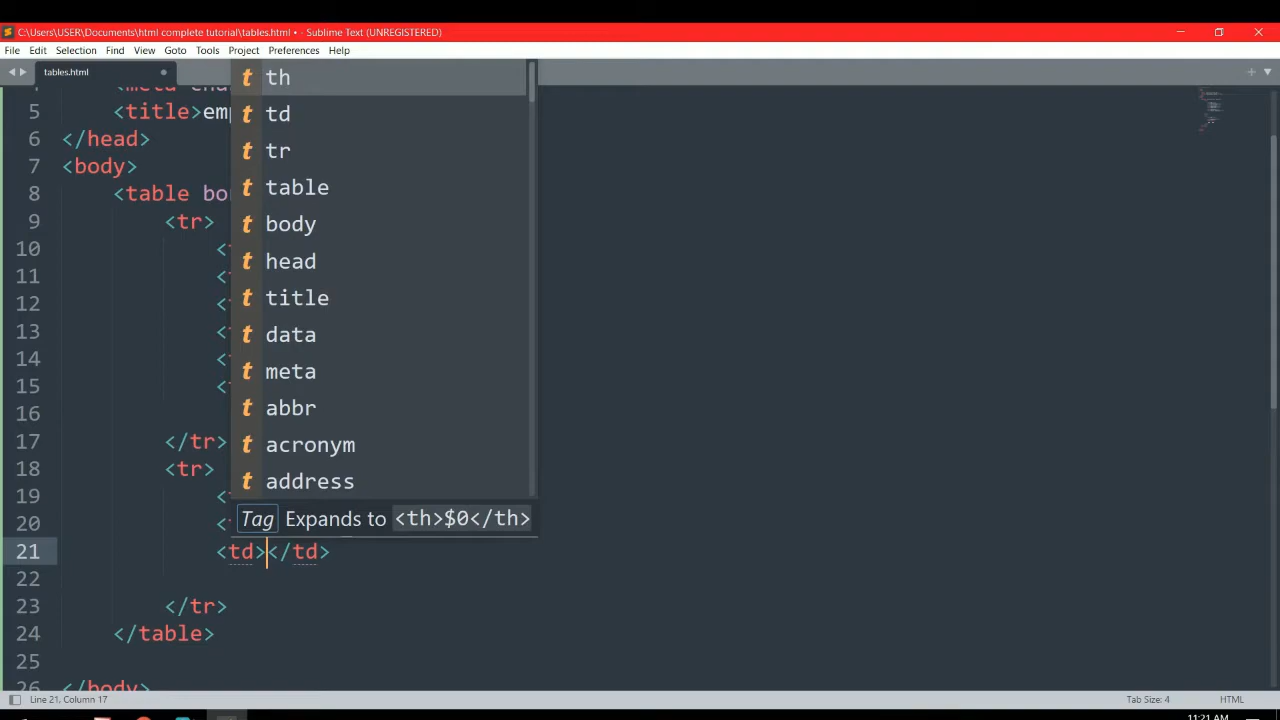 C:\Users\USER\Documents\html complete tutorial\tables.html • - Sublime Text (UNREGISTERED)
File Edit Selection Find View Goto Tools Project Preferences Help
tables.html
th
td
tr
table
body
head
title
data
meta
abbr
acronym
address
Tag Expands to <th>$0</th>
5 <title>
6 </head>
7 <body>
8 <table
9 <tr>
10
11
12
13
14
15
16
17 </tr>
18 <tr>
19
20
21 <td></td>
22
23 </tr>
24 </table>
25
26 </body>
Line 21, Column 17
Tab Size: 4
HTML
11:21 AM